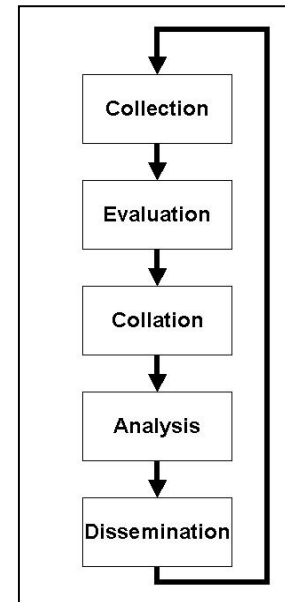 Collection
Evaluation
Collation
Analysis
Dissemination